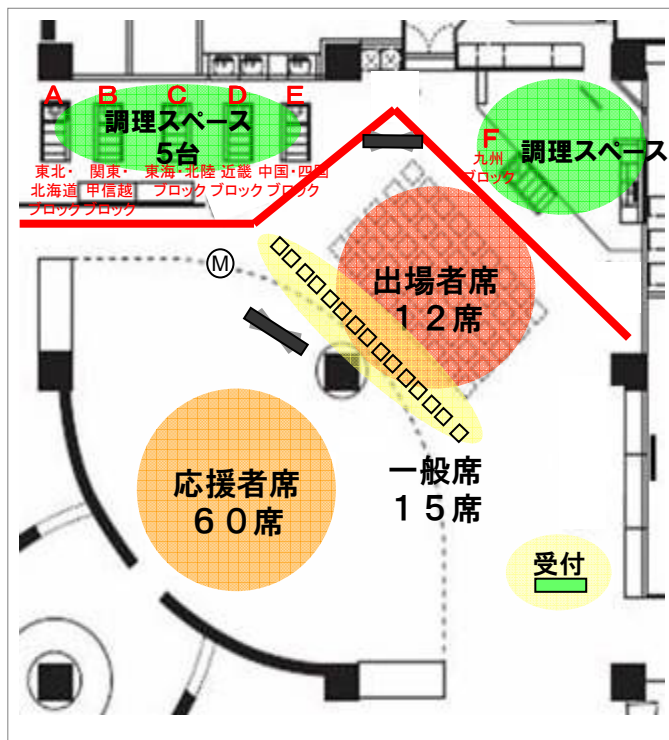 A B C D E
調理スペース
5台
東北・ 関東・ 東海・北陸 近畿 中国・四国
北海道 甲信越 ブロック ブロック ブロック
ブロック ブロック
F
九州
ブロック
調理スペース
出場者席
１２席
M
応援者席
６０席
一般席
１５席
受付